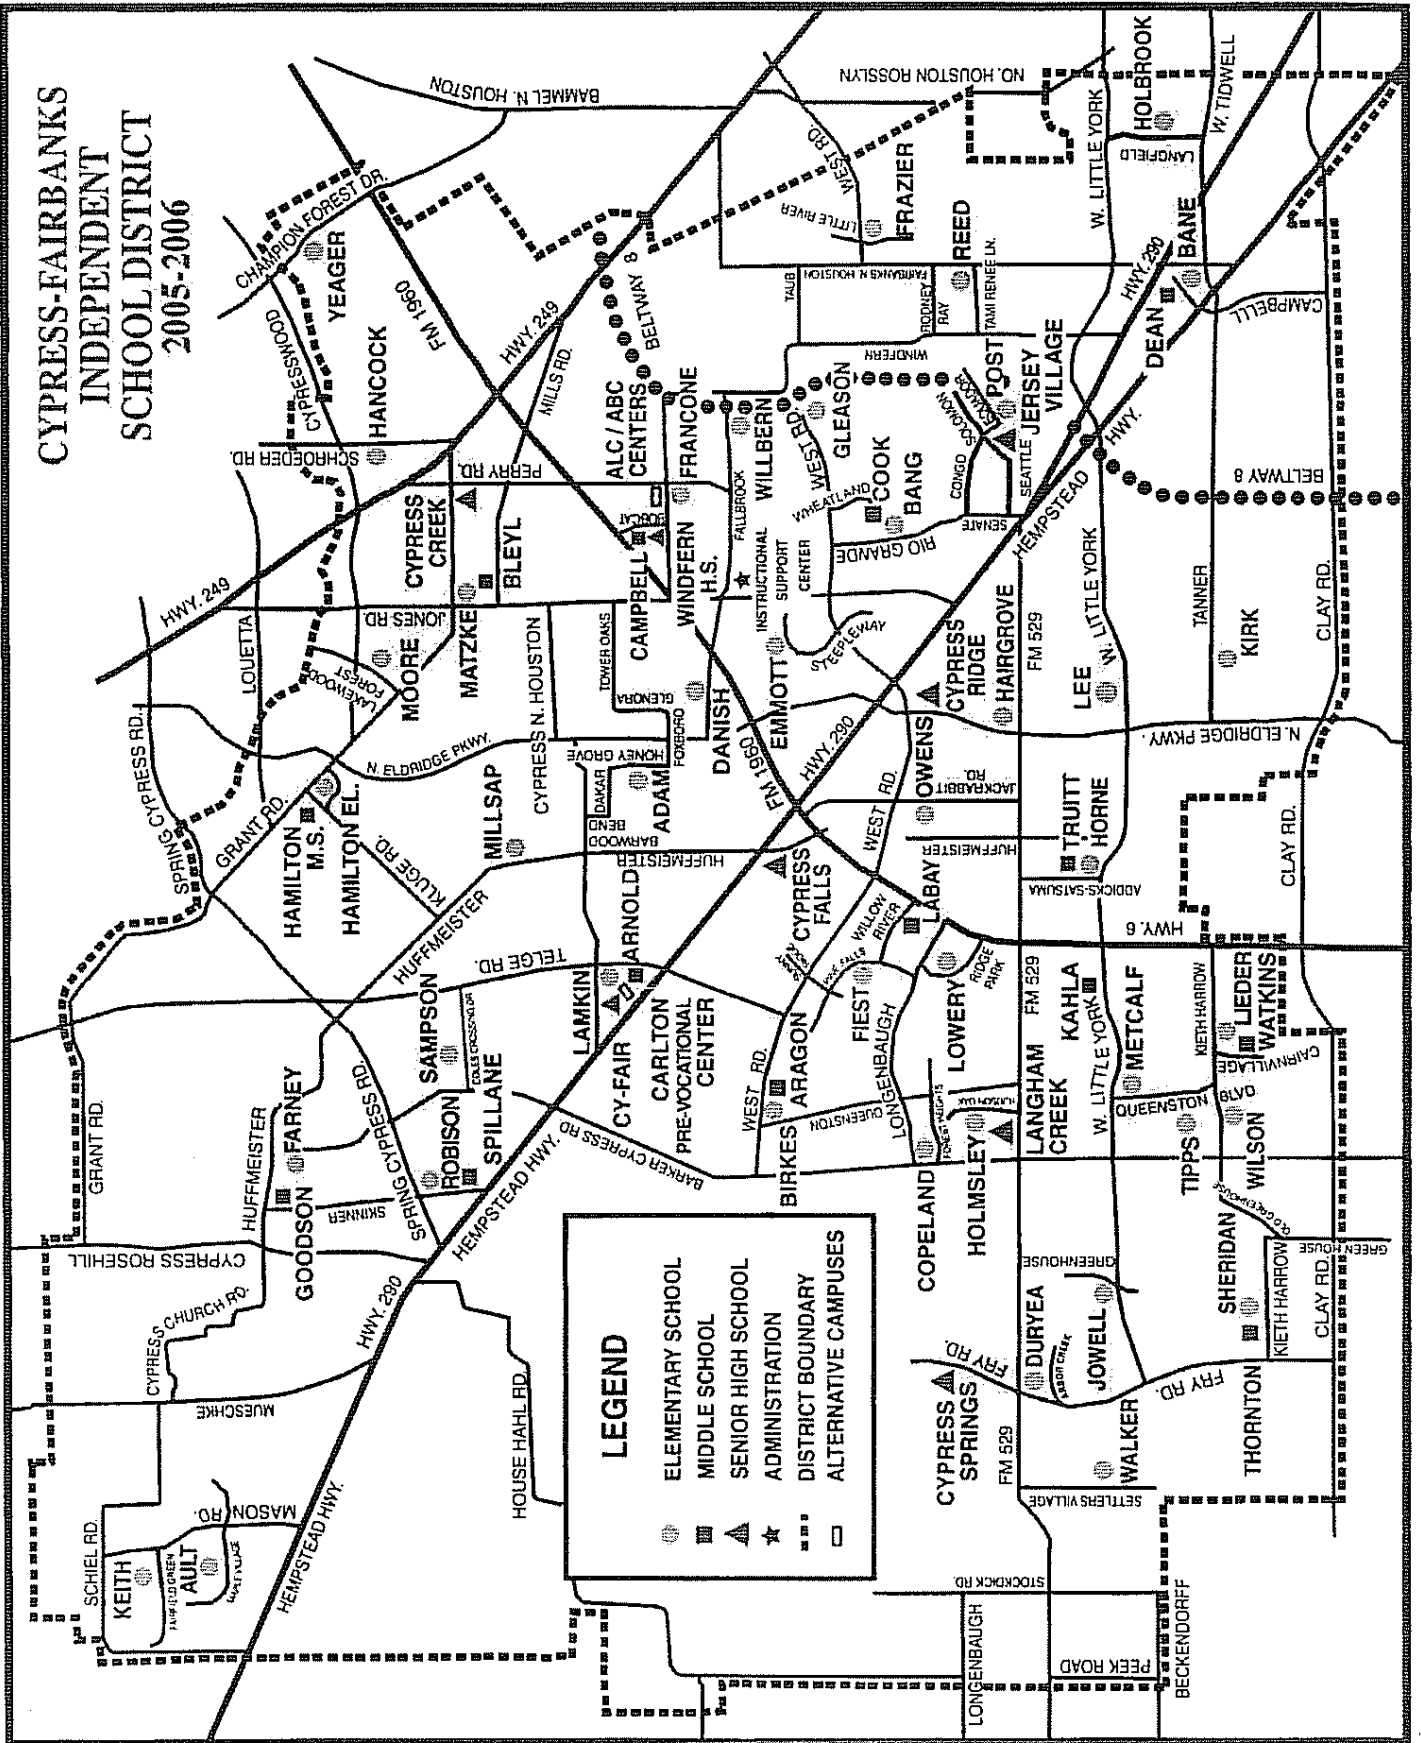 CYPRESS-FAIRBANKS
INDEPENDENT
SCHOOL DISTRICT
2005-2006
LEGEND
ELEMENTARY SCHOOL
MIDDLE SCHOOL
SENIOR HIGH SCHOOL
ADMINISTRATION
DISTRICT BOUNDARY
ALTERNATIVE CAMPUSES
SCHIEL RD.
KEITH
FAIRFIELD GREEN
AULT
MASON RD.
HEMPSTEAD HWY.
MUESCHKE
CYPRESS CHURCH RD.
HWY. 290
HOUSE HAHL RD.
CYPRESS ROSEHILL
GRANT RD.
HUFFMEISTER
GOODSON
FARNEY
SKINNER
SPRING CYPRESS RD.
ROBISON
SPILLANE
SAMPSON
HEMPSTEAD HWY.
TELGE RD.
HUFFMEISTER
KLUGE RD.
HAMILTON
M.S.
HAMILTON EL.
GRANT RD.
SPRING CYPRESS RD.
N. ELDRIDGE PKWY.
MILLSAP
CYPRESS N. HOUSTON
LOUETTA
LAKEWOOD
FOREST
MOORE
MATZKE
JONES RD.
HWY. 249
CYPRESS
CREEK
BLEYL
SCHROEDER RD.
HANCOCK
PERRY RD.
CYPRESSWOOD
YEAGER
CHAMPION FOREST DR.
FM 1960
HWY. 249
MILLS RD.
BAMMEL N. HOUSTON
BELTWAY 8
ALC / ABC
CENTERS
FRANCONE
BOBCAT
CAMPBELL
WINDFERN
H.S.
TOWER OAKS
GLENORA
FOXBORO
HONEY GROVE
DAKAR
BEND
BARWOOD
ADAM
DANISH
HUFFMEISTER
LAMKIN
ARNOLD
CY-FAIR
CARLTON
PRE-VOCATIONAL
CENTER
BARKER CYPRESS RD
FM 1960
HWY. 290
EMMOTT
INSTRUCTIONAL
SUPPORT
CENTER
FALLBROOK
WILLBERN
WEST RD.
GLEASON
WHEATLAND
COOK
BANG
RIO GRANDE
STEEPLEWAY
WINDFERN
TAUB
FAIRBANKS N HOUSTON
RODNEY
RAY
REED
TAMI RENEE LN.
LITTLE RIVER
WEST RD.
FRAZIER
NO. HOUSTON ROSSLYN
CONGO
SOLOMON
POST
JERSEY
VILLAGE
SEATTLE
SENATE
HEMPSTEAD
HWY.
HWY. 290
W. LITTLE YORK
LANGFIELD
HOLBROOK
W. TIDWELL
DEAN
BANE
CAMPBELL
BELTWAY 8
CLAY RD.
TANNER
KIRK
W. LITTLE YORK
LEE
FM 529
CYPRESS
RIDGE
HAIRGROVE
OWENS
JACKRABBIT
RD.
WEST RD.
N. ELDRIDGE PKWY.
HUFFMEISTER
TRUITT
HORNE
ADDICKS-SATSUMA
CYPRESS
FALLS
WILLOW
RIVER
LABAY
FIEST
LONGENBAUGH
LOWERY
RIDGE
PARK
HWY. 6
CLAY RD.
WEST RD.
ARAGON
BIRKES
QUEENSTON
COPELAND
HOLMSLEY
LANGHAM
CREEK
FM 529
KAHLA
W. LITTLE YORK
METCALF
KIETH HARROW
LIEDER
WATKINS
CAIRNVILLAGE
QUEENSTON
BLVD.
TIPPS
WILSON
OLD GREENHOUSE
SHERIDAN
KIETH HARROW
GREEN HOUSE
CLAY RD.
THORNTON
GREENHOUSE
DURYEA
JOWELL
ARBOR CREEK
FRY RD.
FRY RD.
CYPRESS
SPRINGS
FM 529
WALKER
SETTLERS VILLAGE
STOCKDICK RD.
LONGENBAUGH
PEEK ROAD
BECKENDORFF